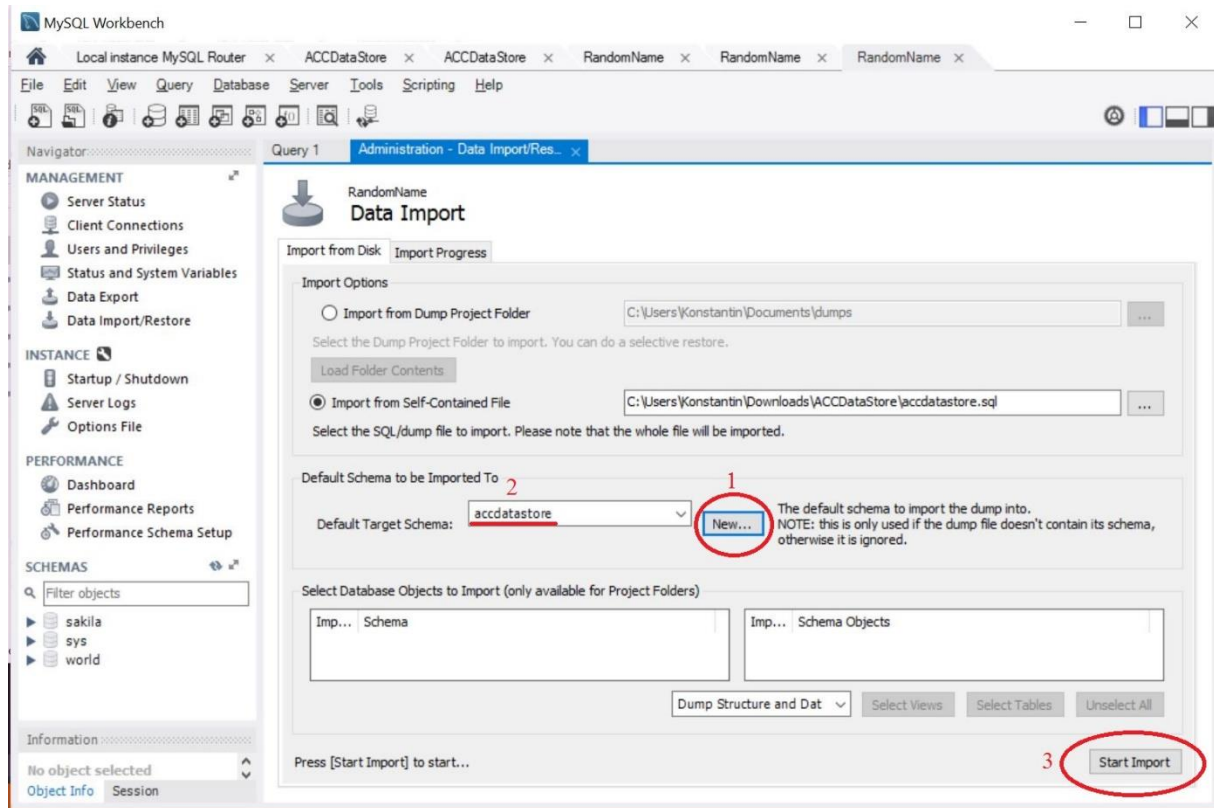 MySQL Workbench
Local instance MySQL Router
ACCDataStore
ACCDataStore
RandomName
RandomName
RandomName
File Edit View Query Database Server Tools Scripting Help
Navigator
MANAGEMENT
Server Status
Client Connections
Users and Privileges
Status and System Variables
Data Export
Data Import/Restore
INSTANCE
Startup / Shutdown
Server Logs
Options File
PERFORMANCE
Dashboard
Performance Reports
Performance Schema Setup
SCHEMAS
Filter objects
sakila
sys
world
Information
No object selected
Object Info Session
Query 1
Administration - Data Import/Res...
RandomName
Data Import
Import from Disk Import Progress
Import Options
Import from Dump Project Folder C:\Users\Konstantin\Documents\dumps ...
Select the Dump Project Folder to import. You can do a selective restore.
Load Folder Contents
Import from Self-Contained File C:\Users\Konstantin\Downloads\ACCDataStore\accdatastore.sql ...
Select the SQL/dump file to import. Please note that the whole file will be imported.
Default Schema to be Imported To
2
1
Default Target Schema: accdatastore New...
The default schema to import the dump into.
NOTE: this is only used if the dump file doesn't contain its schema,
otherwise it is ignored.
Select Database Objects to Import (only available for Project Folders)
Imp... Schema
Imp... Schema Objects
Dump Structure and Dat Select Views Select Tables Unselect All
Press [Start Import] to start...
3
Start Import